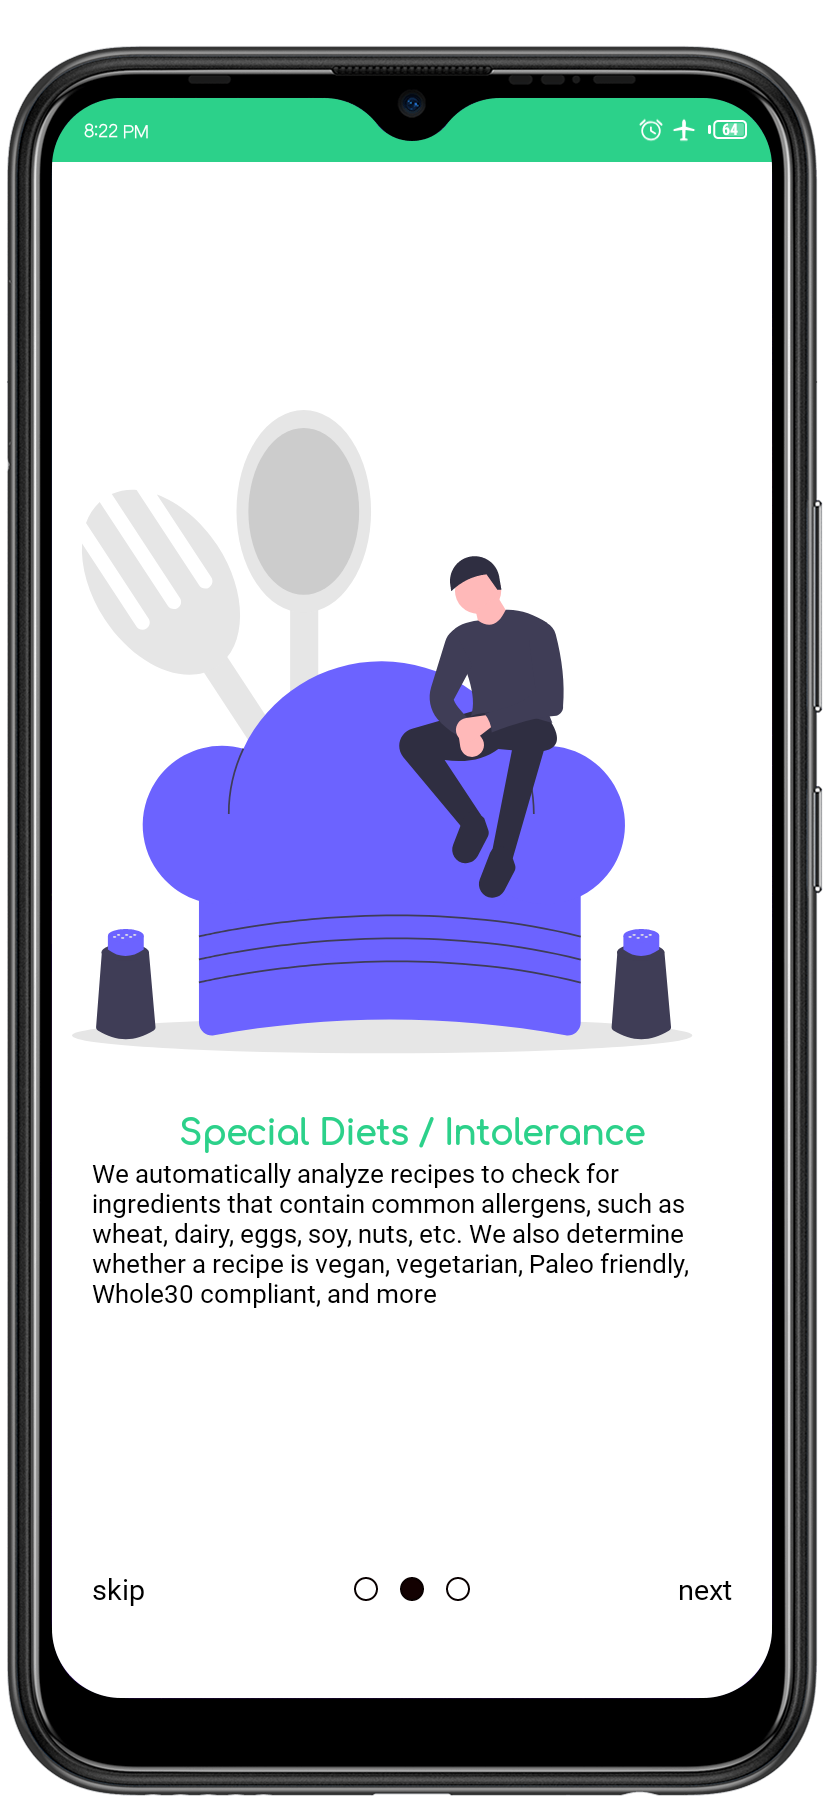 8:22 PM
64
Special Diets / Intolerance
We automatically analyze recipes to check for
ingredients that contain common allergens, such as
wheat, dairy, eggs, soy, nuts, etc. We also determine
whether a recipe is vegan, vegetarian, Paleo friendly,
Whole30 compliant, and more
skip
next